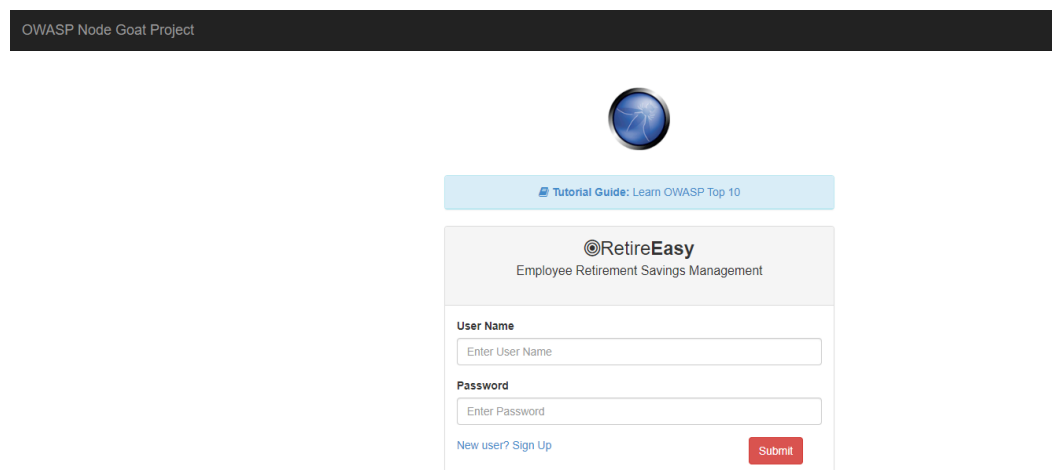 OWASP Node Goat Project
Tutorial Guide: Learn OWASP Top 10
RetireEasy
Employee Retirement Savings Management
User Name
Enter User Name
Password
Enter Password
New user? Sign Up
Submit